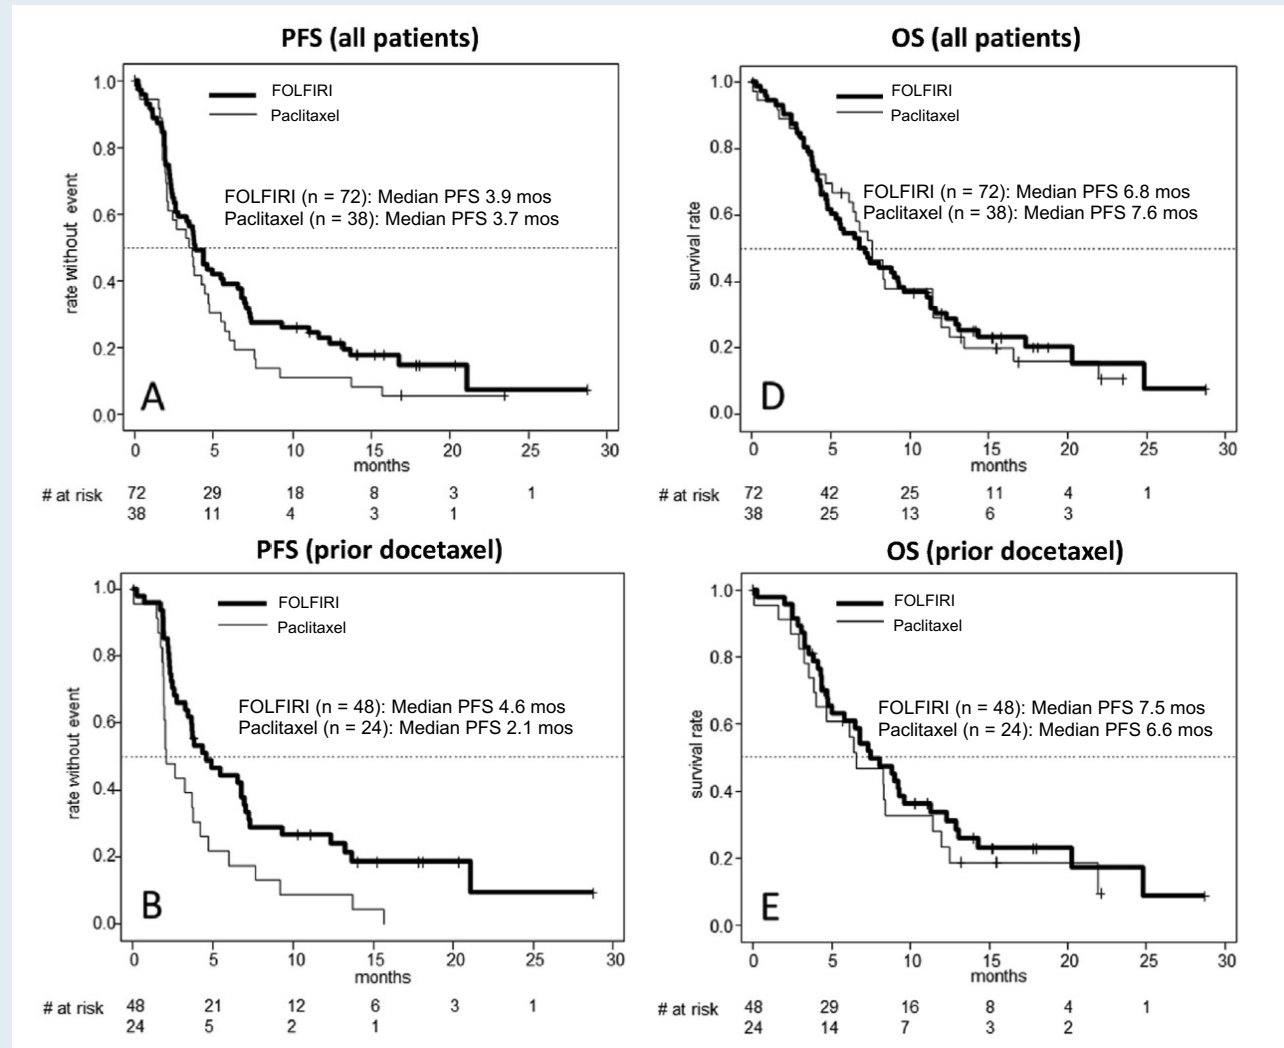 PFS (all patients)
1.0
0.8
0.6
0.4
0.2
0.0
rate without event
FOLFIRI
Paclitaxel
FOLFIRI (n = 72): Median PFS 3.9 mos
Paclitaxel (n = 38): Median PFS 3.7 mos
A
0 5 10 15 20 25 30
months
# at risk 72 29 18 8 3 1
38 11 4 3 1
OS (all patients)
1.0
0.8
0.6
0.4
0.2
0.0
survival rate
FOLFIRI
Paclitaxel
FOLFIRI (n = 72): Median PFS 6.8 mos
Paclitaxel (n = 38): Median PFS 7.6 mos
D
0 5 10 15 20 25 30
months
# at risk 72 42 25 11 4 1
38 25 13 6 3
PFS (prior docetaxel)
1.0
0.8
0.6
0.4
0.2
0.0
rate without event
FOLFIRI
Paclitaxel
FOLFIRI (n = 48): Median PFS 4.6 mos
Paclitaxel (n = 24): Median PFS 2.1 mos
B
0 5 10 15 20 25 30
months
# at risk 48 21 12 6 3 1
24 5 2 1
OS (prior docetaxel)
1.0
0.8
0.6
0.4
0.2
0.0
survival rate
FOLFIRI
Paclitaxel
FOLFIRI (n = 48): Median PFS 7.5 mos
Paclitaxel (n = 24): Median PFS 6.6 mos
E
0 5 10 15 20 25 30
months
# at risk 48 29 16 8 4 1
24 14 7 3 2